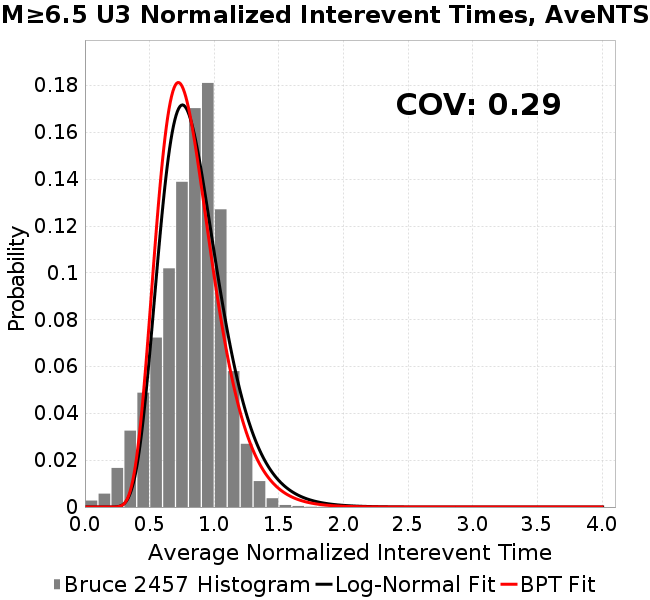 M≥6.5 U3 Normalized Interevent Times, AveNTS
COV: 0.29
Probability
0.18
0.16
0.14
0.12
0.1
0.08
0.06
0.04
0.02
0
0.0 0.5 1.0 1.5 2.0 2.5 3.0 3.5 4.0
Average Normalized Interevent Time
Bruce 2457 Histogram Log-Normal Fit BPT Fit